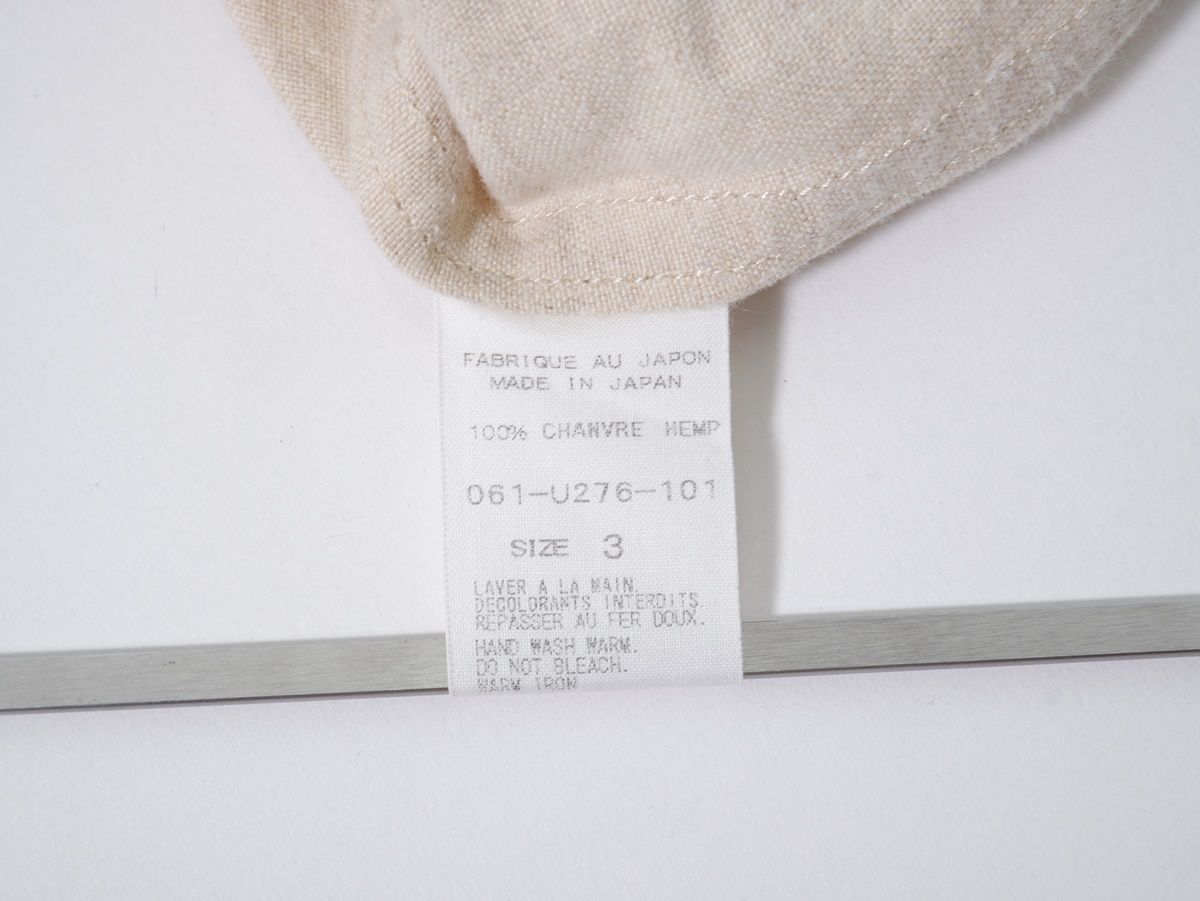 FABRIQUE AU JAPON
MADE IN JAPAN
100% CHANVRE HEMP
061-U276-101
SIZE 3
LAVER A LA MAIN.
DECOLORANTS INTERDITS.
REPASSER AU FER DOUX.
HAND WASH WARM.
DO NOT BLEACH.
WARM IRON